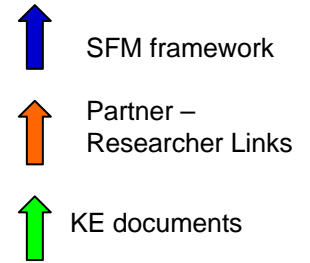 SFM framework
Partner –
Researcher Links
KE documents